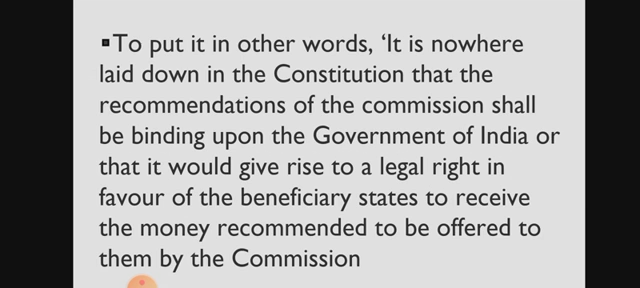 ▪To put it in other words, ‘It is nowhere
laid down in the Constitution that the
recommendations of the commission shall
be binding upon the Government of India or
that it would give rise to a legal right in
favour of the beneficiary states to receive
the money recommended to be offered to
them by the Commission